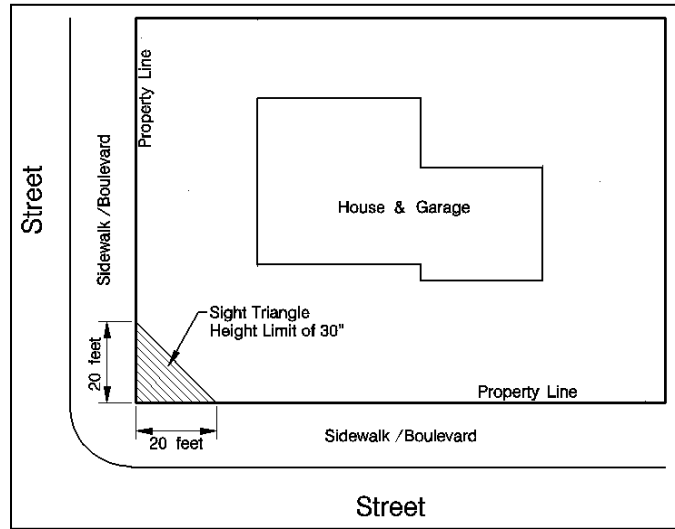 Street
Sidewalk /Boulevard
Property Line
House & Garage
Sight Triangle
Height Limit of 30"
20 feet
20 feet
Property Line
Sidewalk /Boulevard
Street